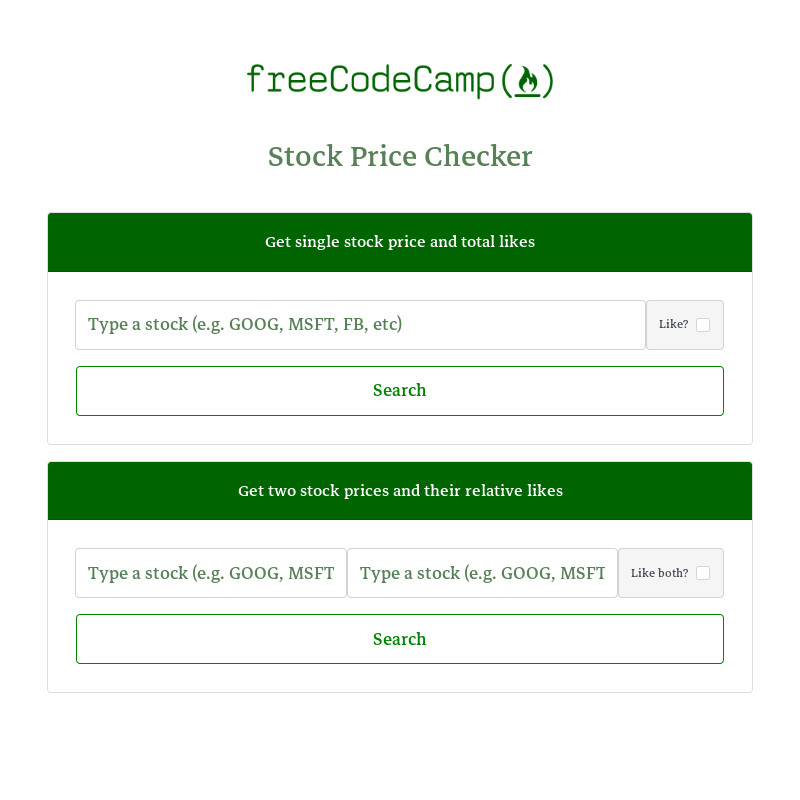 freeCodeCamp(🔥)
Stock Price Checker
Get single stock price and total likes
Type a stock (e.g. GOOG, MSFT, FB, etc) Like?
Search
Get two stock prices and their relative likes
Type a stock (e.g. GOOG, MSFT Type a stock (e.g. GOOG, MSFT Like both?
Search